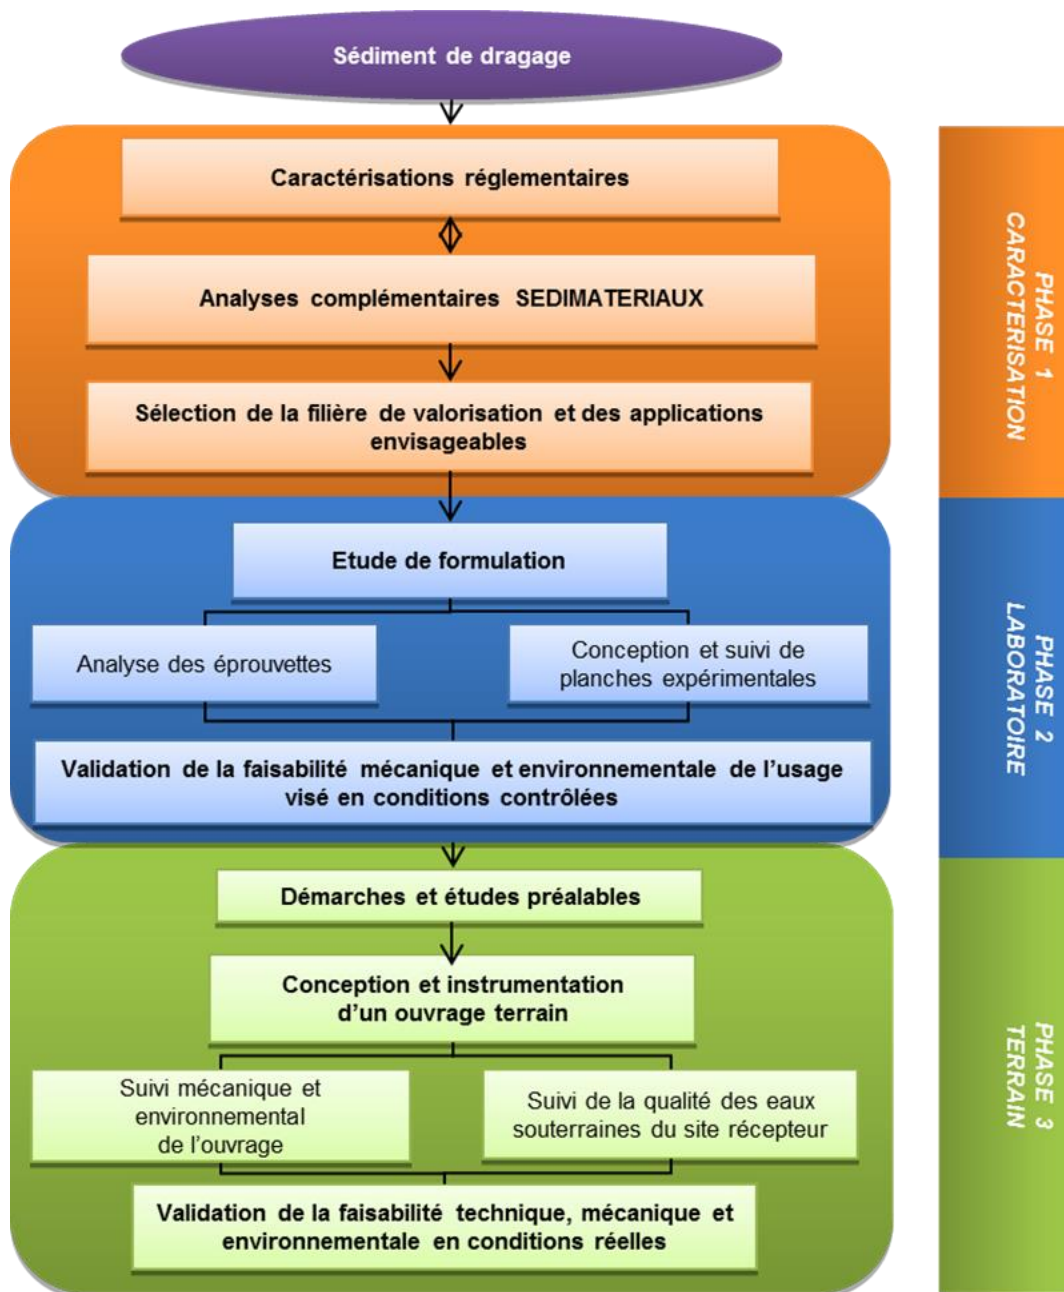 Sédiment de dragage
Caractérisations réglementaires
Analyses complémentaires SEDIMATERIAUX
Sélection de la filière de valorisation et des applications
envisageables
PHASE 1
CARACTERISATION
Etude de formulation
Analyse des éprouvettes
Conception et suivi de
planches expérimentales
Validation de la faisabilité mécanique et environnementale de l’usage
visé en conditions contrôlées
PHASE 2
LABORATOIRE
Démarches et études préalables
Conception et instrumentation
d’un ouvrage terrain
Suivi mécanique et
environnemental
de l’ouvrage
Suivi de la qualité des eaux
souterraines du site récepteur
Validation de la faisabilité technique, mécanique et
environnementale en conditions réelles
PHASE 3
TERRAIN